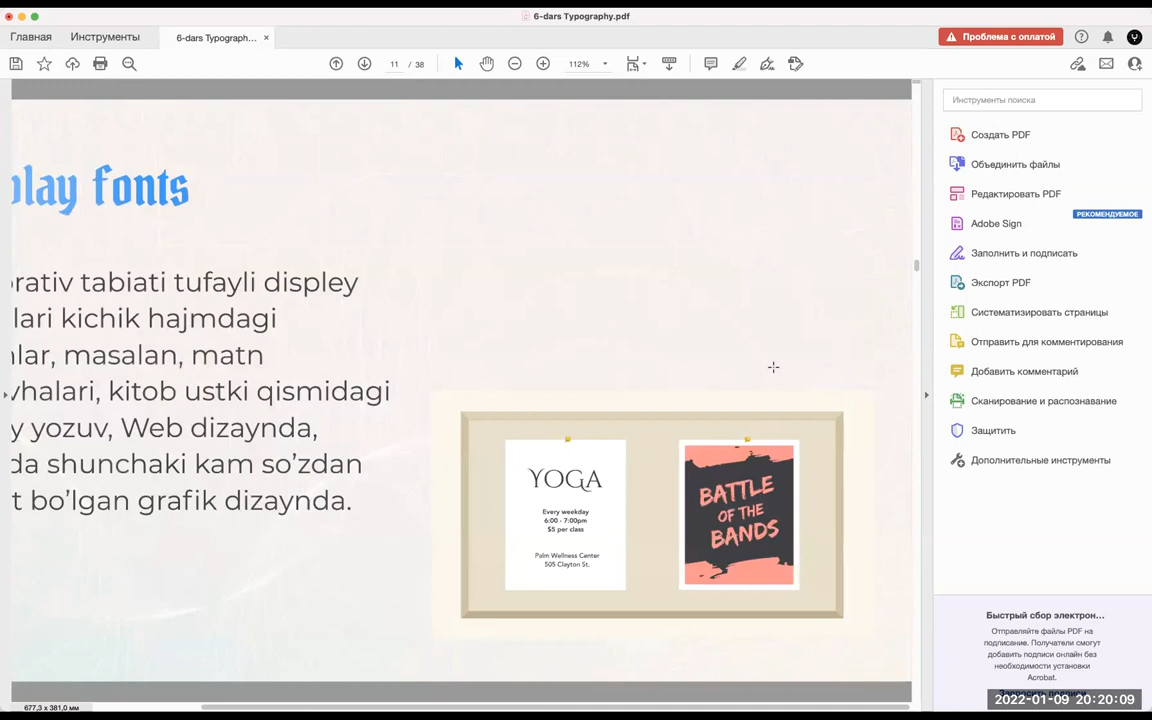 6-dars Typography.pdf
Главная
Инструменты
6-dars Typograph...
Проблема с оплатой
11 / 38
112%
play fonts
orativ tabiati tufayli displey
lari kichik hajmdagi
nlar, masalan, matn
vhalari, kitob ustki qismidagi
y yozuv, Web dizaynda,
da shunchaki kam so'zdan
t bo'lgan grafik dizaynda.
YOGA
Every weekday
6:00 - 7:00pm
$5 per class
Palm Wellness Center
505 Clayton St.
BATTLE
OF THE
BANDS
Инструменты поиска
Создать PDF
Объединить файлы
Редактировать PDF
РЕКОМЕНДУЕМОЕ
Adobe Sign
Заполнить и подписать
Экспорт PDF
Систематизировать страницы
Отправить для комментирования
Добавить комментарий
Сканирование и распознавание
Защитить
Дополнительные инструменты
Быстрый сбор электрон...
Отправляйте файлы PDF на
подписание. Получатели смогут
добавить подписи онлайн без
необходимости установки
Acrobat.
677,3 x 381,0 мм
2022-01-09 20:20:09